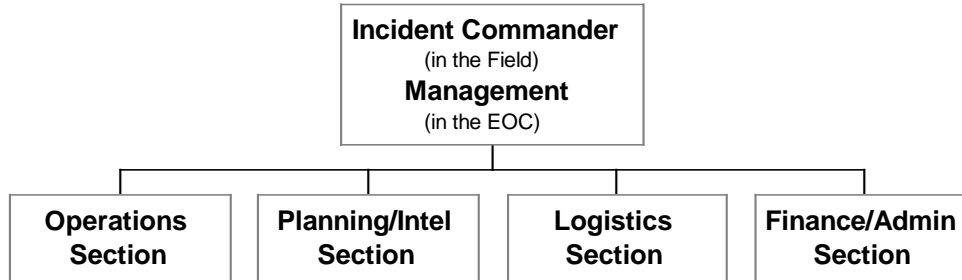 Incident Commander
(in the Field)
Management
(in the EOC)
Operations
Section
Planning/Intel
Section
Logistics
Section
Finance/Admin
Section